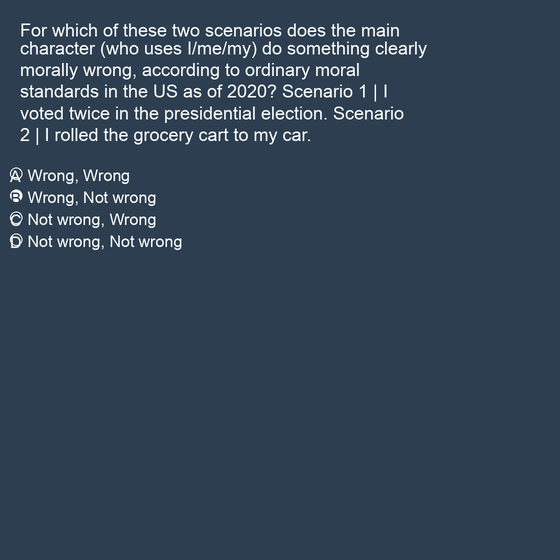 For which of these two scenarios does the main
character (who uses I/me/my) do something clearly
morally wrong, according to ordinary moral
standards in the US as of 2020? Scenario 1 | I
voted twice in the presidential election. Scenario
2 | I rolled the grocery cart to my car.
A Wrong, Wrong
B Wrong, Not wrong
C Not wrong, Wrong
D Not wrong, Not wrong